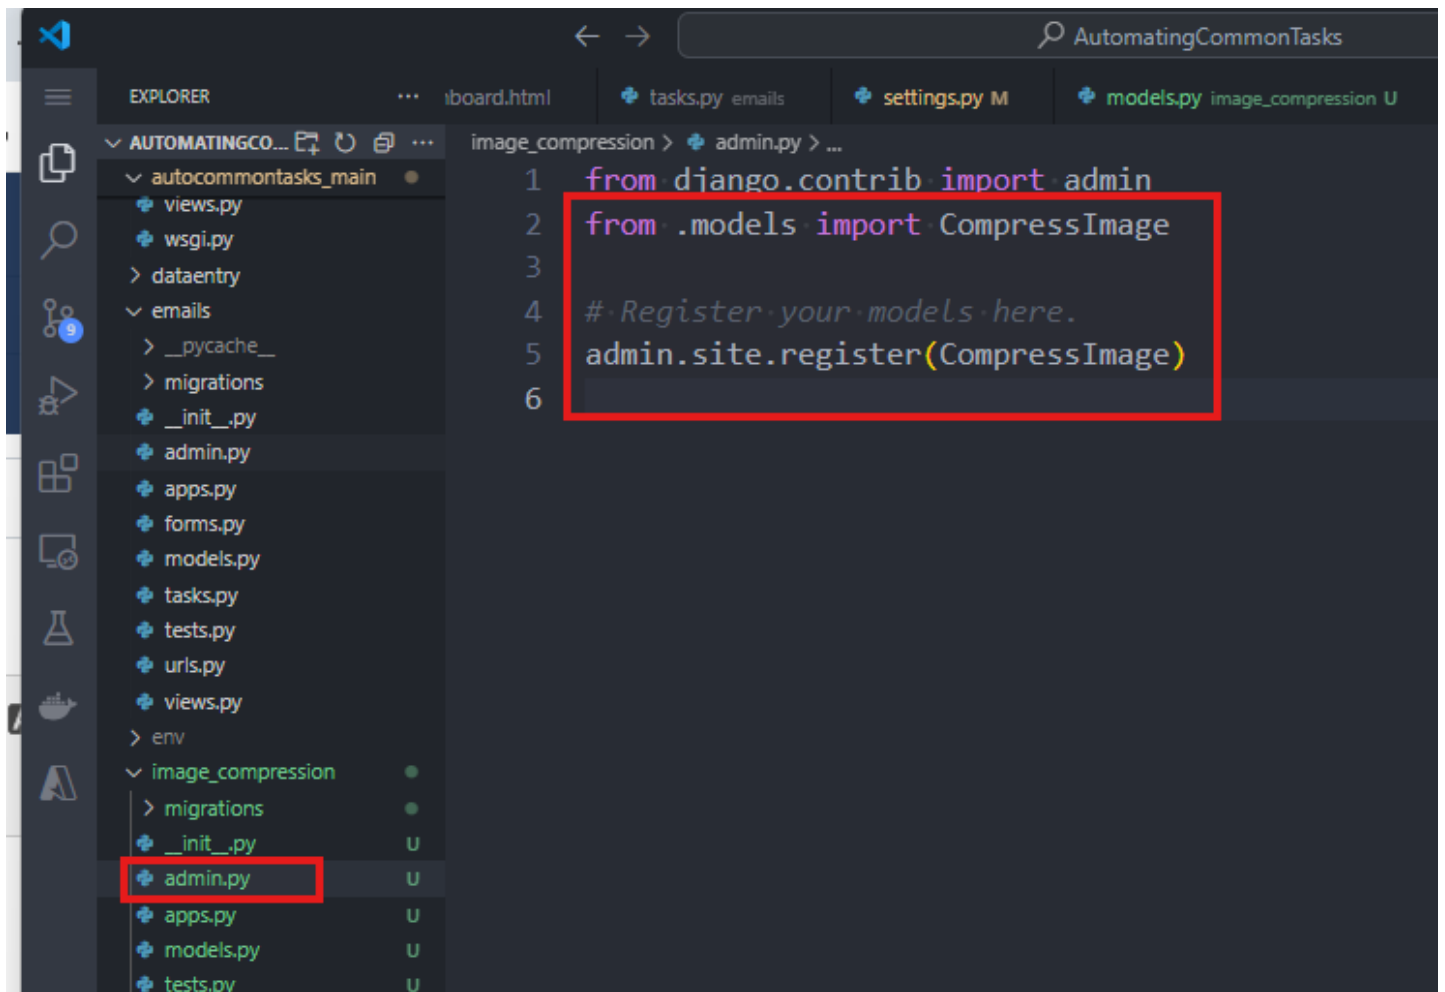 AutomatingCommonTasks
EXPLORER
board.html
tasks.py emails
settings.py M
models.py image_compression U
AUTOMATINGCO...
image_compression > admin.py > ...
autocommontasks_main
views.py
wsgi.py
dataentry
emails
__pycache__
migrations
__init__.py
admin.py
apps.py
forms.py
models.py
tasks.py
tests.py
urls.py
views.py
env
image_compression
migrations
__init__.py U
admin.py U
apps.py U
models.py U
tests.py U
9
1 from django.contrib import admin
2 from .models import CompressImage
3
4 # Register your models here.
5 admin.site.register(CompressImage)
6